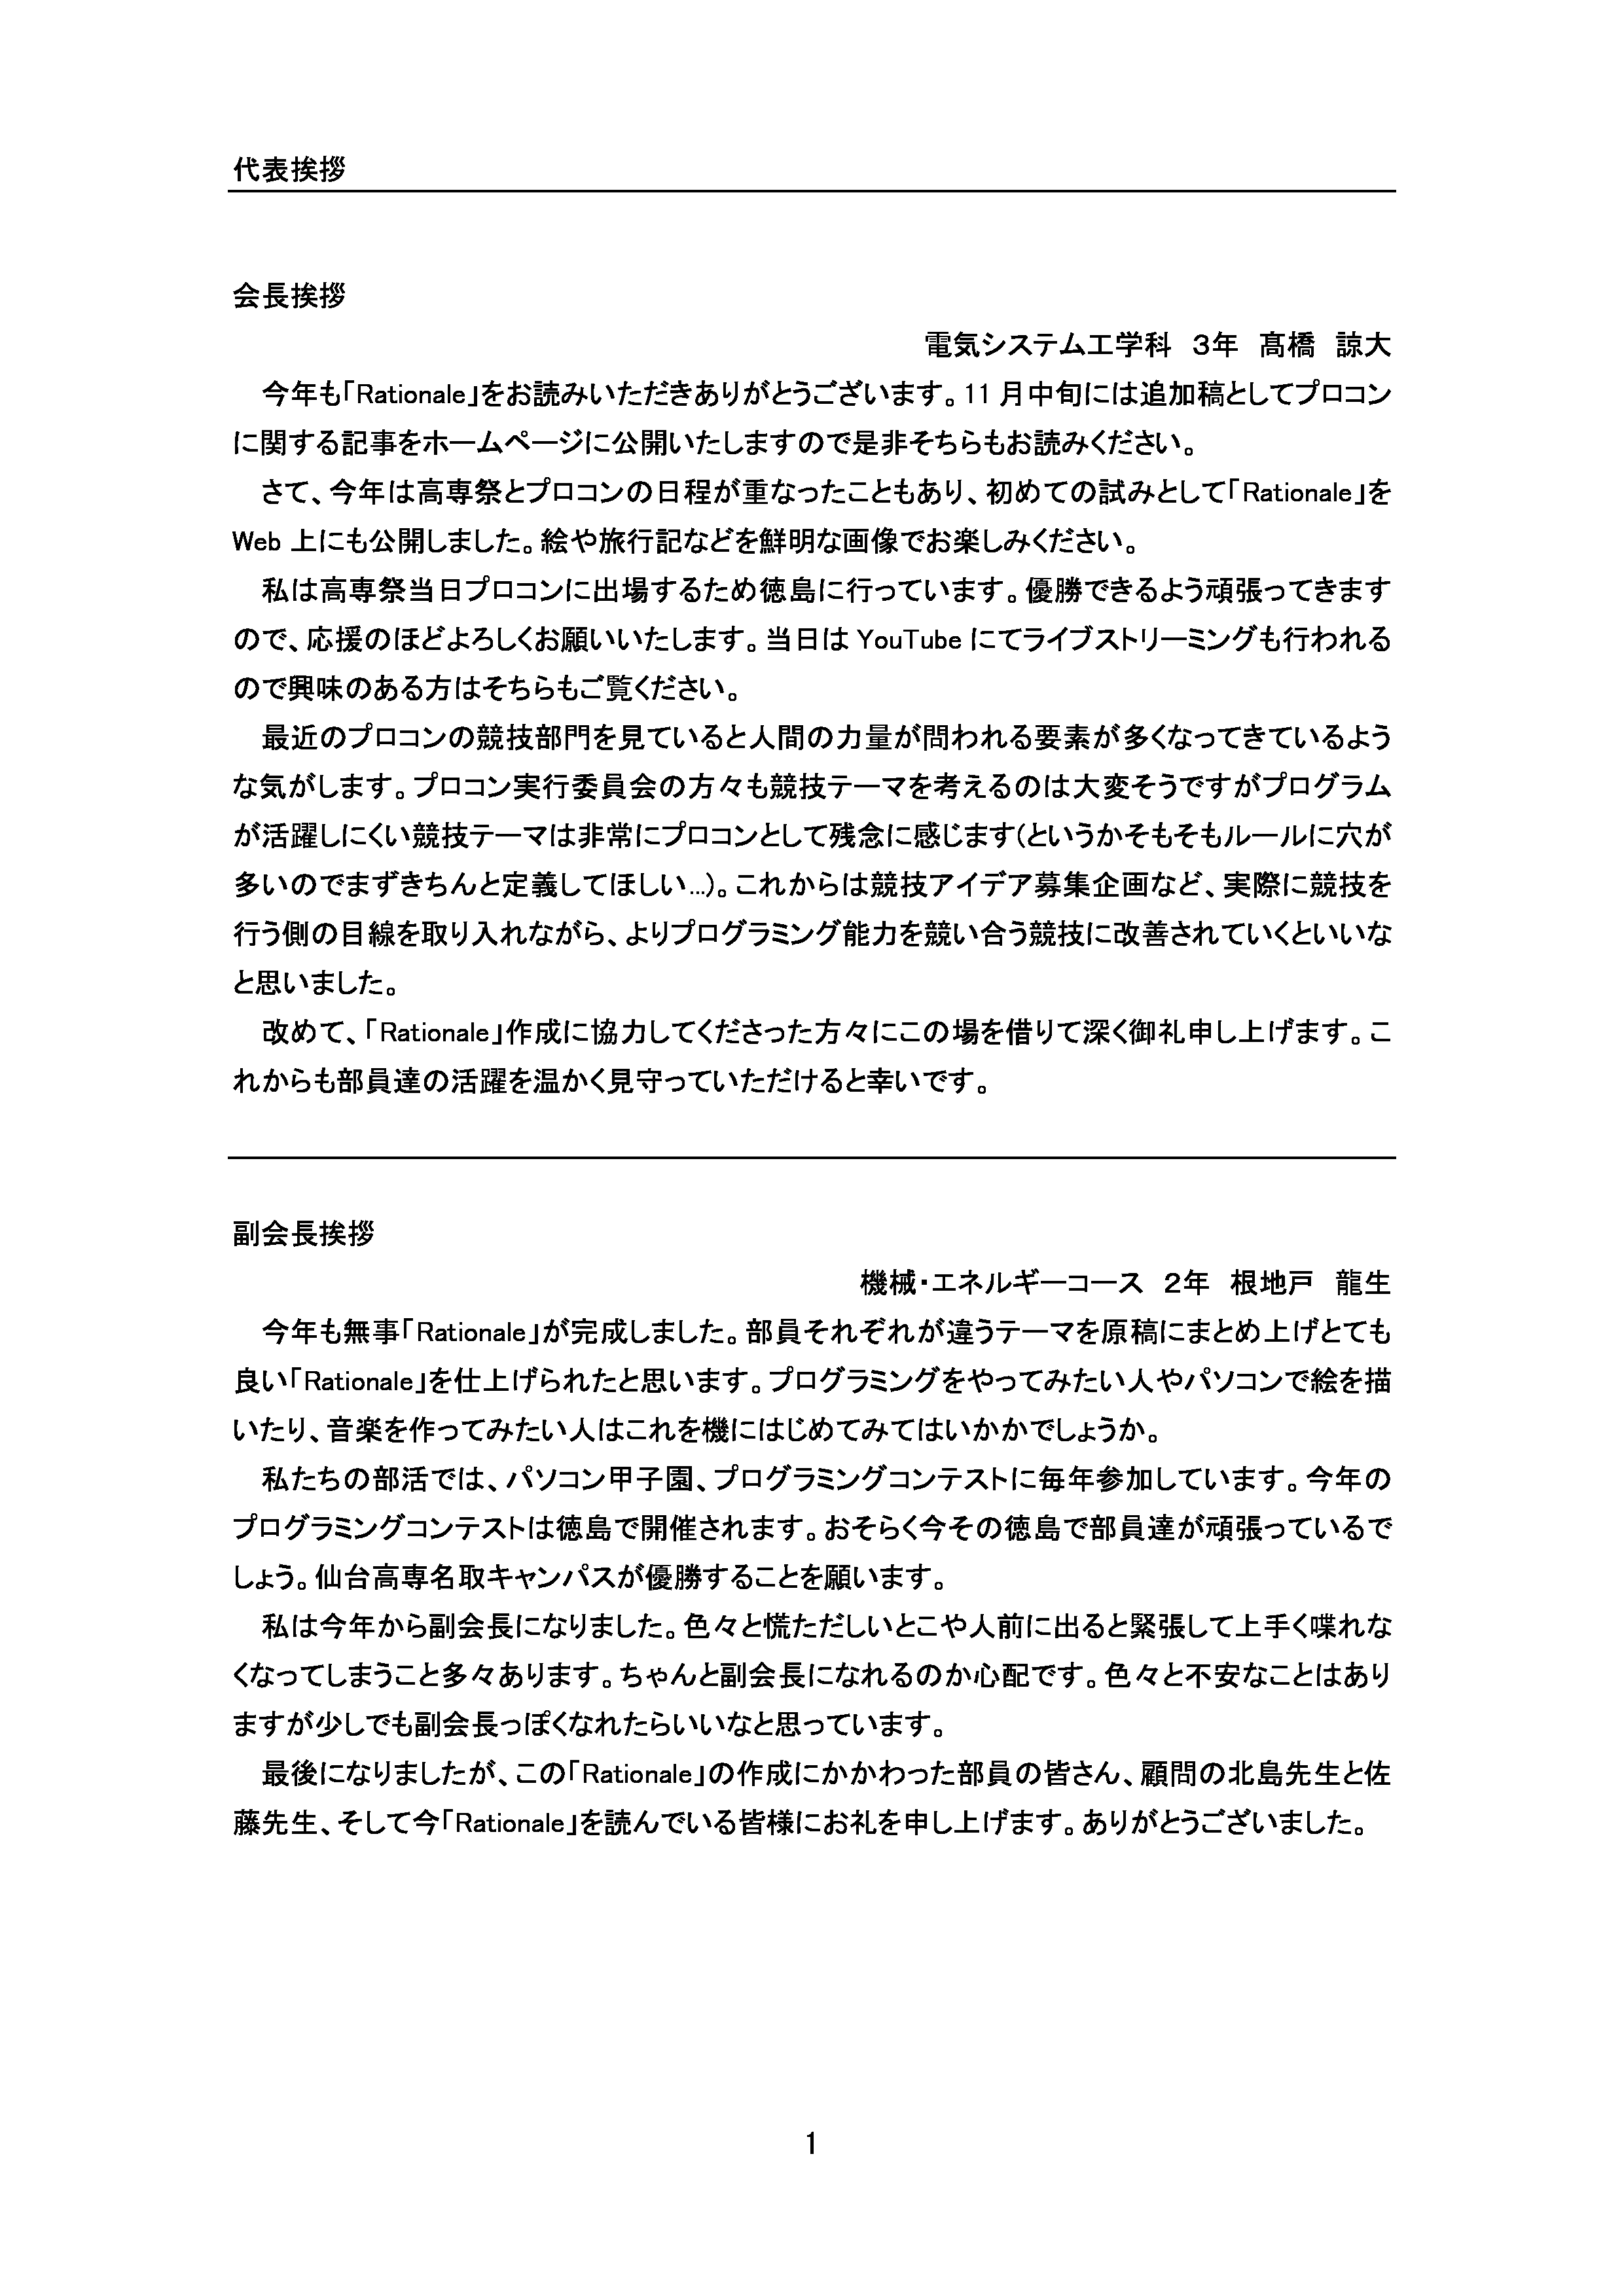 代表挨拶
会長挨拶
電気システム工学科　3年　髙橋　諒大
今年も「Rationale」をお読みいただきありがとうございます。11 月中旬には追加稿としてプロコン
に関する記事をホームページに公開いたしますので是非そちらもお読みください。
さて、今年は高専祭とプロコンの日程が重なったこともあり、初めての試みとして「Rationale」を
Web 上にも公開しました。絵や旅行記などを鮮明な画像でお楽しみください。
私は高専祭当日プロコンに出場するため徳島に行っています。優勝できるよう頑張ってきます
ので、応援のほどよろしくお願いいたします。当日は YouTube にてライブストリーミングも行われる
ので興味のある方はそちらもご覧ください。
最近のプロコンの競技部門を見ていると人間の力量が問われる要素が多くなってきているよう
な気がします。プロコン実行委員会の方々も競技テーマを考えるのは大変そうですがプログラム
が活躍しにくい競技テーマは非常にプロコンとして残念に感じます(というかそもそもルールに穴が
多いのでまずきちんと定義してほしい…)。これからは競技アイデア募集企画など、実際に競技を
行う側の目線を取り入れながら、よりプログラミング能力を競い合う競技に改善されていくといいな
と思いました。
改めて、「Rationale」作成に協力してくださった方々にこの場を借りて深く御礼申し上げます。こ
れからも部員達の活躍を温かく見守っていただけると幸いです。
副会長挨拶
機械・エネルギーコース　2年　根地戸　龍生
今年も無事「Rationale」が完成しました。部員それぞれが違うテーマを原稿にまとめ上げとても
良い「Rationale」を仕上げられたと思います。プログラミングをやってみたい人やパソコンで絵を描
いたり、音楽を作ってみたい人はこれを機にはじめてみてはいかかでしょうか。
私たちの部活では、パソコン甲子園、プログラミングコンテストに毎年参加しています。今年の
プログラミングコンテストは徳島で開催されます。おそらく今その徳島で部員達が頑張っているで
しょう。仙台高専名取キャンパスが優勝することを願います。
私は今年から副会長になりました。色々と慌ただしいとこや人前に出ると緊張して上手く喋れな
くなってしまうこと多々あります。ちゃんと副会長になれるのか心配です。色々と不安なことはあり
ますが少しでも副会長っぽくなれたらいいなと思っています。
最後になりましたが、この「Rationale」の作成にかかわった部員の皆さん、顧問の北島先生と佐
藤先生、そして今「Rationale」を読んでいる皆様にお礼を申し上げます。ありがとうございました。
1